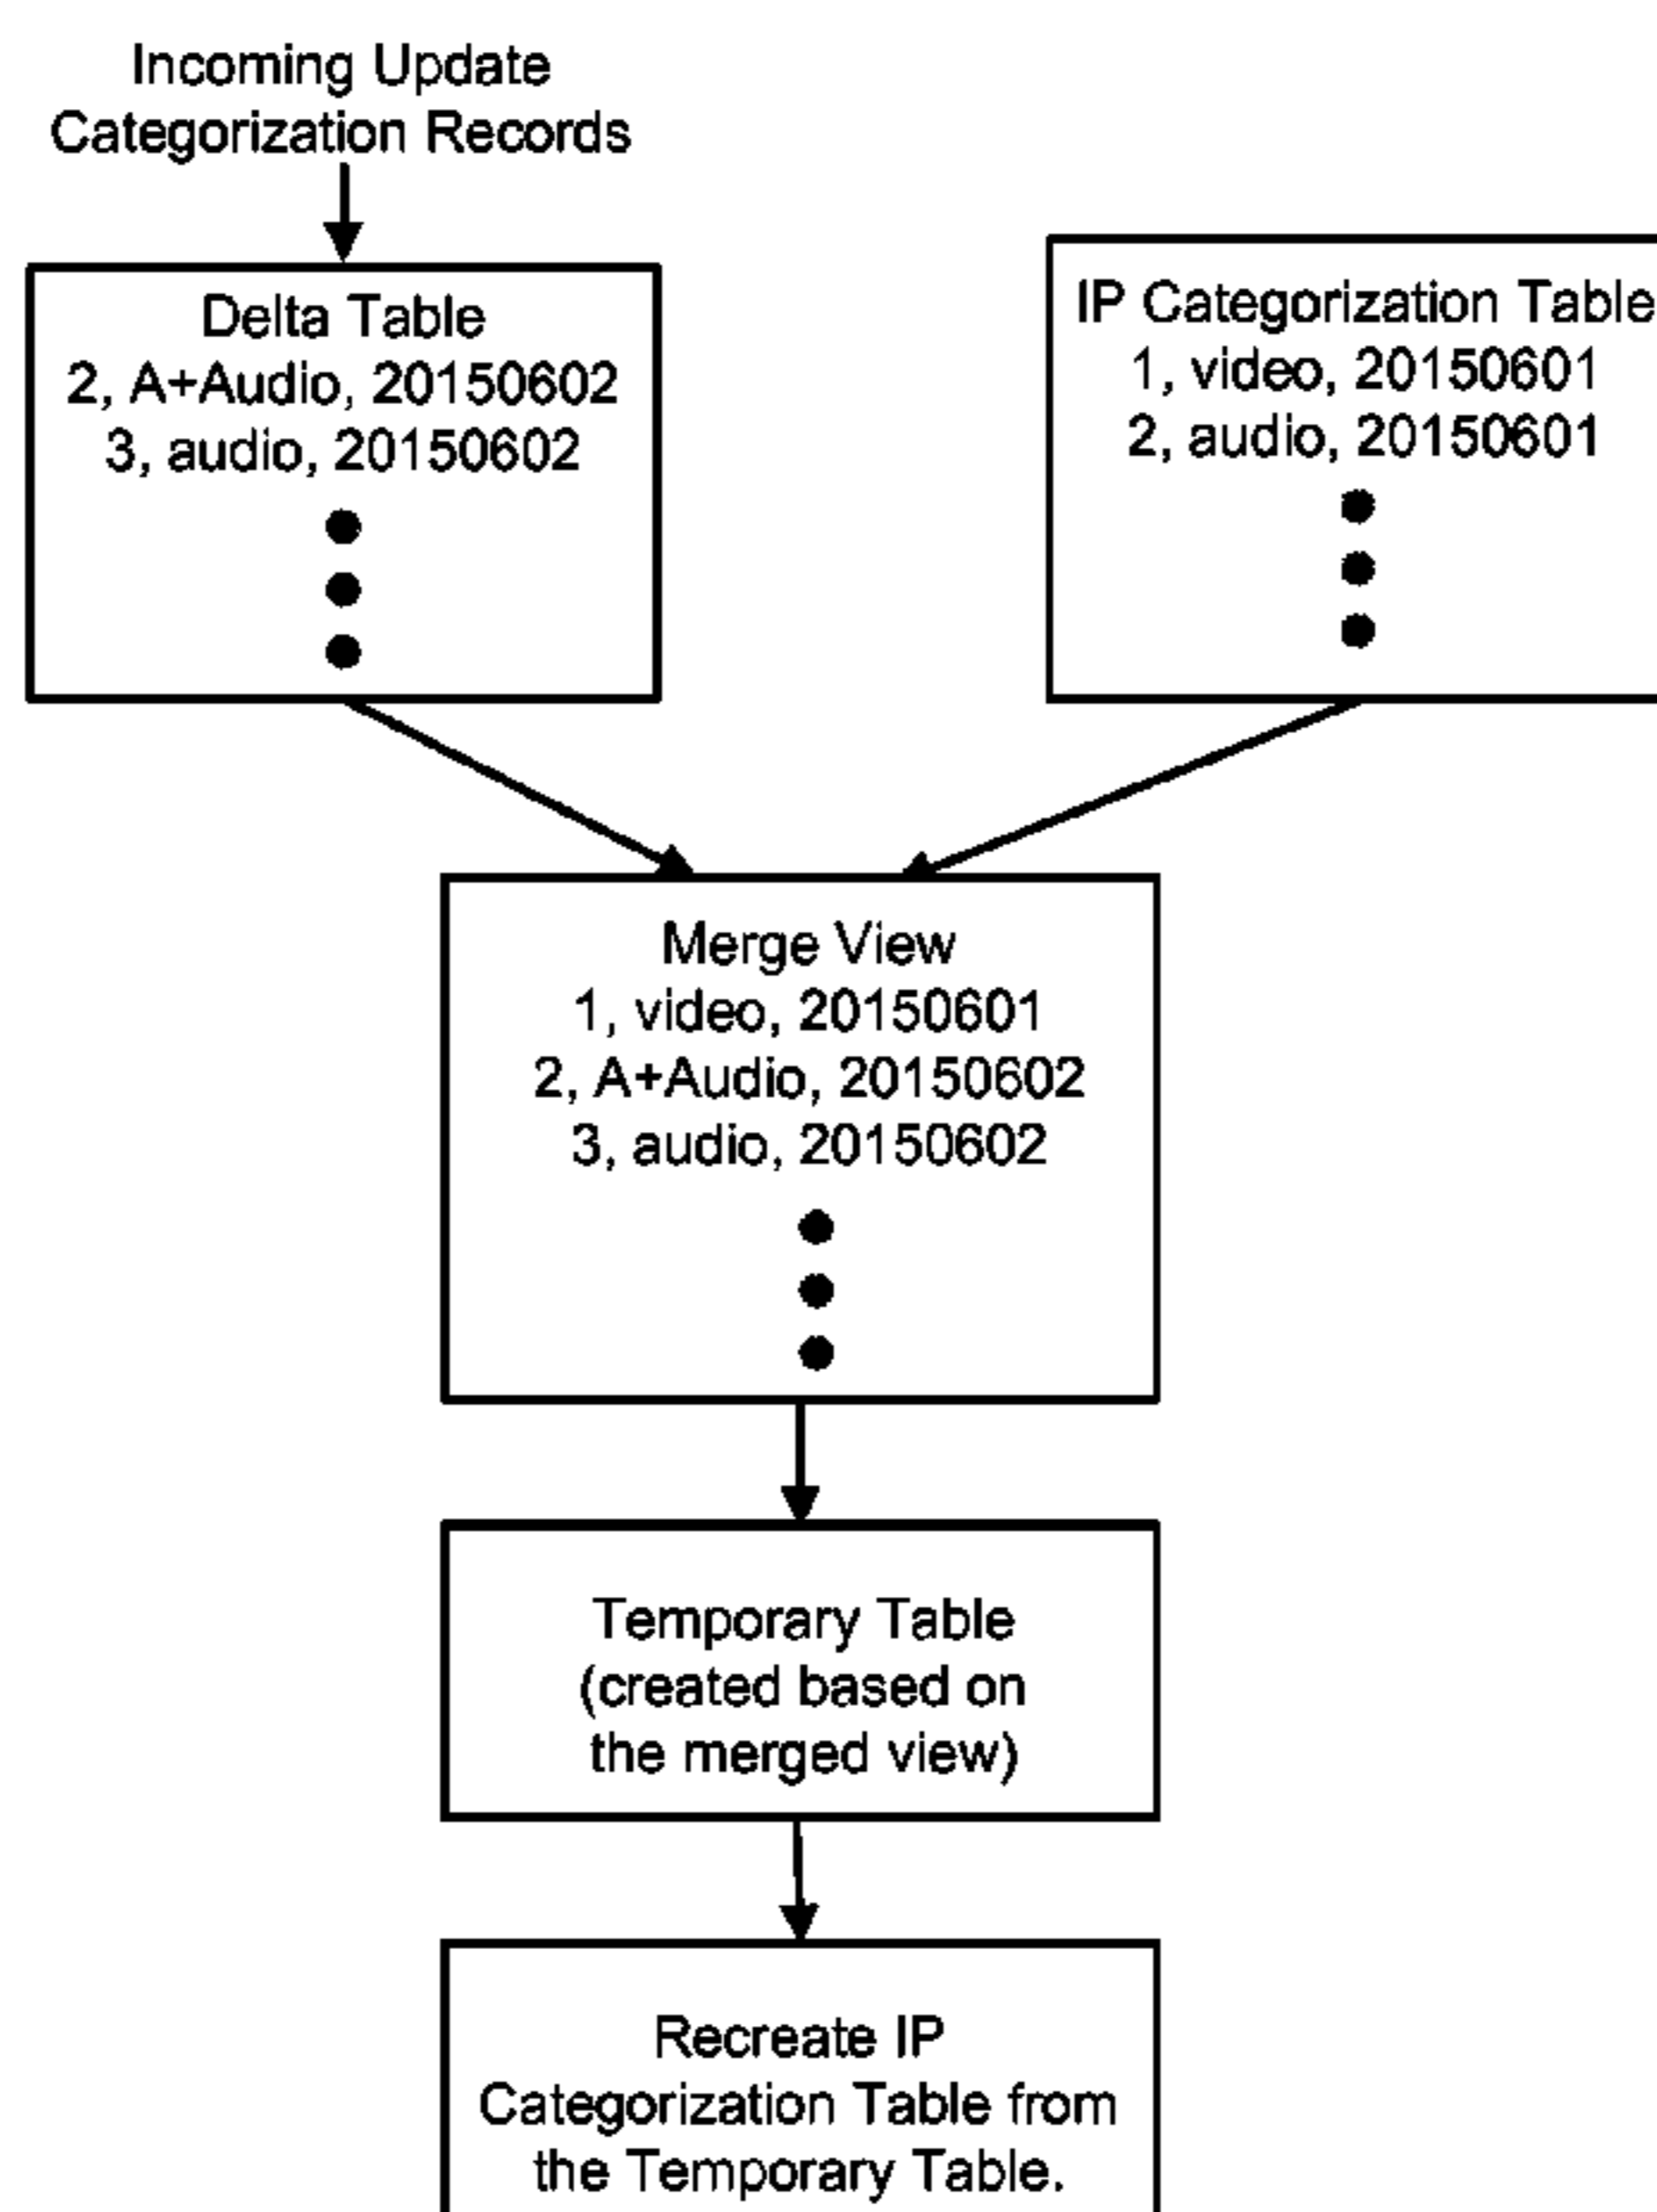 Incoming Update
Categorization Records
Delta Table
2, A+Audio, 20150602
3, audio, 20150602
IP Categorization Table
1, video, 20150601
2, audio, 20150601
Merge View
1, video, 20150601
2, A+Audio, 20150602
3, audio, 20150602
Temporary Table
(created based on
the merged view)
Recreate IP
Categorization Table from
the Temporary Table.